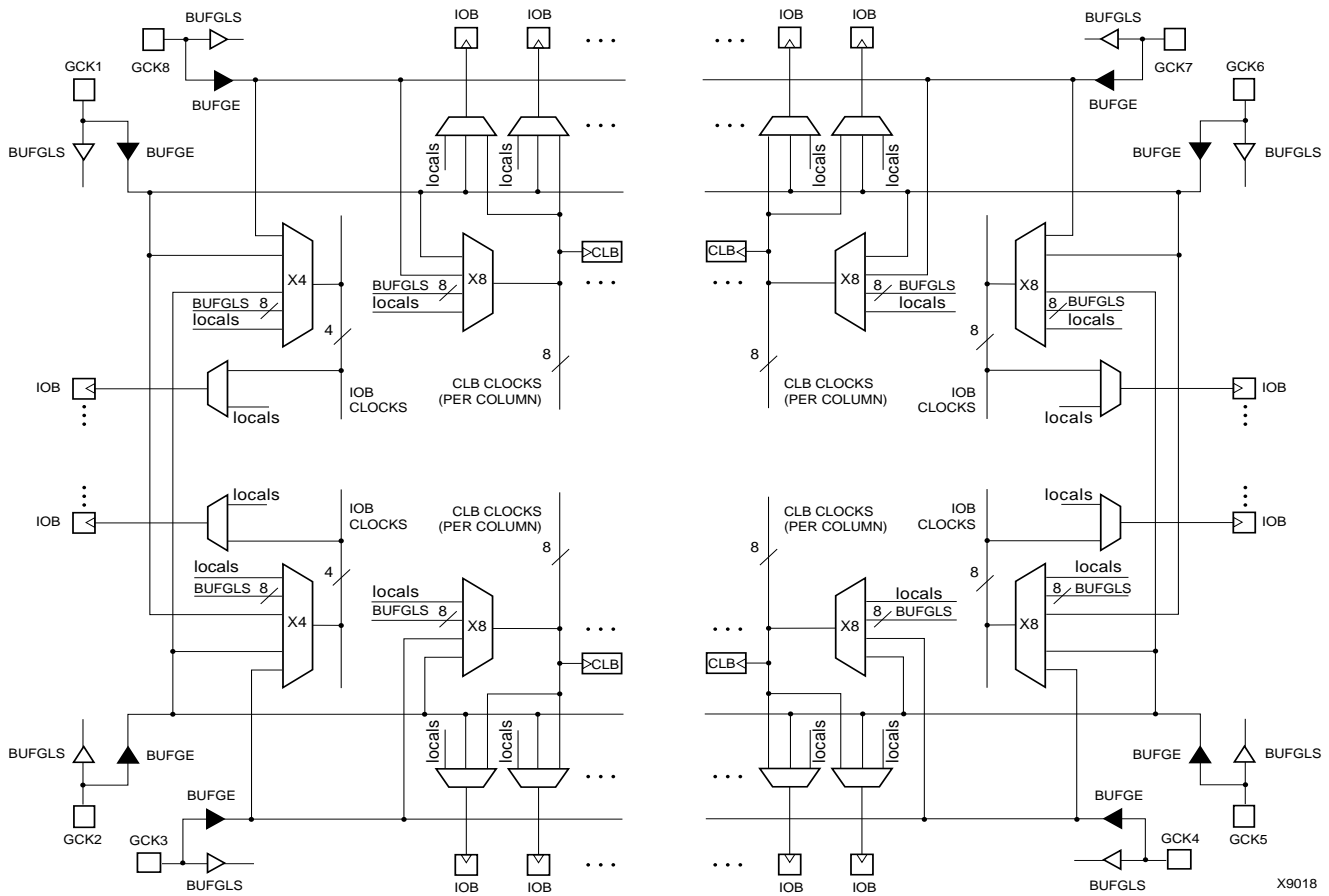 BUFGLS IOB IOB IOB IOB BUFGLS
GCK8 GCK7
GCK1 BUFGE BUFGE GCK6
BUFGLS BUFGE BUFGE BUFGLS
locals locals locals locals
CLB CLB
X4 X8 X8 X8
BUFGLS 8 BUFGLS 8 8 BUFGLS 8 BUFGLS
locals locals locals locals
4 8 8 8
IOB IOB CLOCKS CLB CLOCKS (PER COLUMN) CLB CLOCKS (PER COLUMN) IOB CLOCKS IOB
locals locals
locals locals
IOB IOB CLOCKS CLB CLOCKS (PER COLUMN) CLB CLOCKS (PER COLUMN) IOB CLOCKS IOB
8 8
locals 4 8 locals
BUFGLS 8 locals locals 8 BUFGLS
BUFGLS 8 8 BUFGLS
X4 X8 X8 X8
CLB CLB
locals locals locals locals
BUFGLS BUFGE BUFGE BUFGLS
GCK2 BUFGE BUFGE GCK5
GCK3 GCK4
BUFGLS IOB IOB IOB IOB BUFGLS
X9018